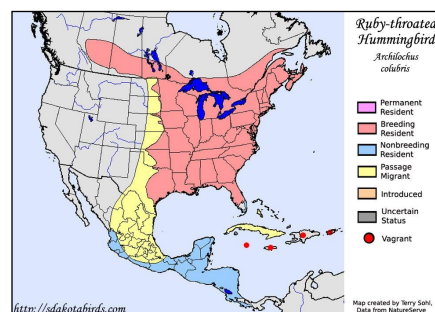 Ruby-throated
Hummingbird
Archilochus
colubris
Permanent
Resident
Breeding
Resident
Nonbreeding
Resident
Passage
Migrant
Introduced
Uncertain
Status
Vagrant
http://sdakotabirds.com
Map created by Terry Sohl,
Data from NatureServe